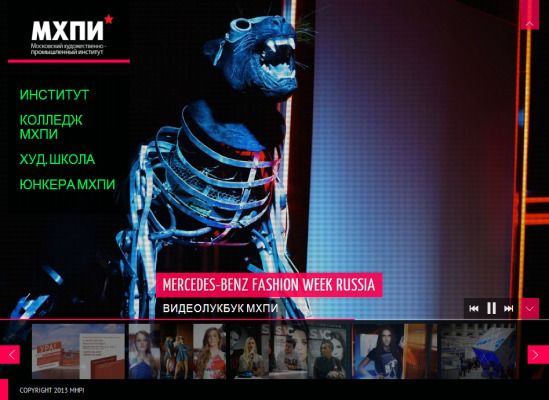 МХПИ
Московский художественно-
промышленный институт
ИНСТИТУТ
КОЛЛЕДЖ
МХПИ
ХУД.ШКОЛА
ЮНКЕРА МХПИ
MERCEDES-BENZ FASHION WEEK RUSSIA
ВИДЕОЛУКБУК МХПИ
COPYRIGHT 2013 MHPI